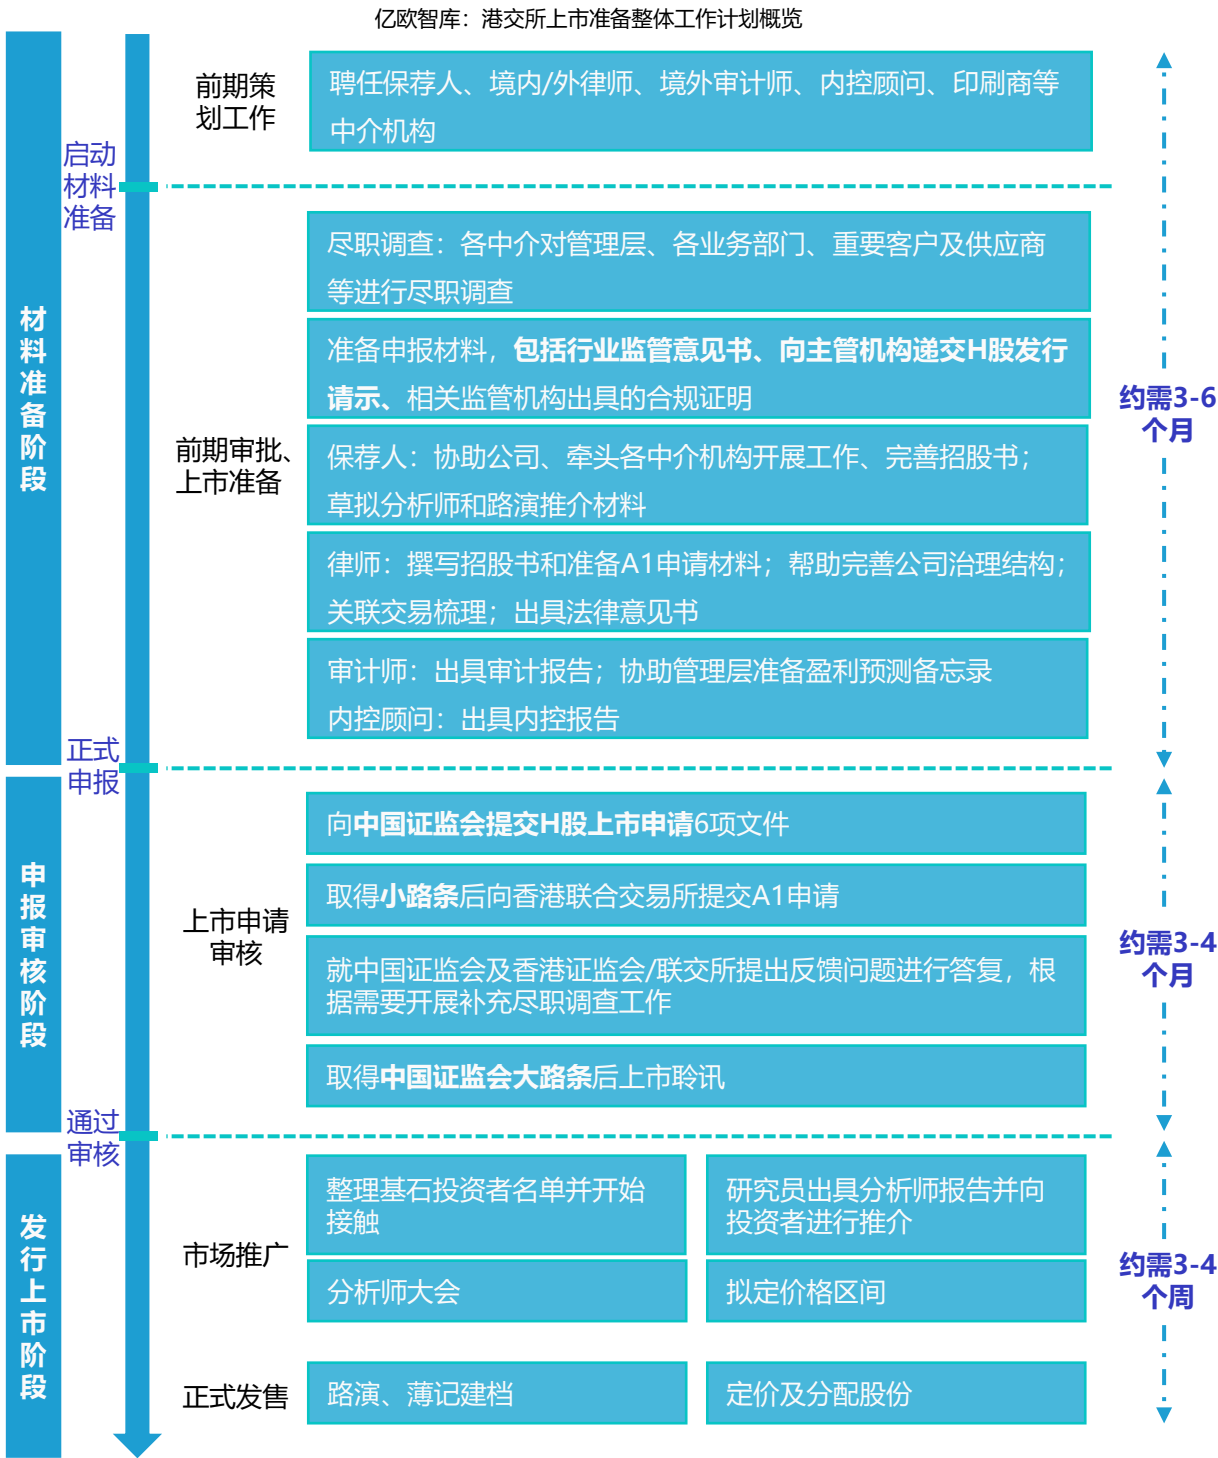 亿欧智库：港交所上市准备整体工作计划概览
材料准备阶段
前期策
划工作
聘任保荐人、境内/外律师、境外审计师、内控顾问、印刷商等
中介机构
启动
材料
准备
前期审批、
上市准备
尽职调查：各中介对管理层、各业务部门、重要客户及供应商
等进行尽职调查
准备申报材料，包括行业监管意见书、向主管机构递交H股发行
请示、相关监管机构出具的合规证明
保荐人：协助公司、牵头各中介机构开展工作、完善招股书；
草拟分析师和路演推介材料
律师：撰写招股书和准备A1申请材料；帮助完善公司治理结构；
关联交易梳理；出具法律意见书
审计师：出具审计报告；协助管理层准备盈利预测备忘录
内控顾问：出具内控报告
约需3-6
个月
正式
申报
申报审核阶段
上市申请
审核
向中国证监会提交H股上市申请6项文件
取得小路条后向香港联合交易所提交A1申请
就中国证监会及香港证监会/联交所提出反馈问题进行答复，根
据需要开展补充尽职调查工作
取得中国证监会大路条后上市聆讯
约需3-4
个月
通过
审核
发行上市阶段
市场推广
整理基石投资者名单并开始
接触
研究员出具分析师报告并向
投资者进行推介
分析师大会
拟定价格区间
约需3-4
个周
正式发售
路演、薄记建档
定价及分配股份